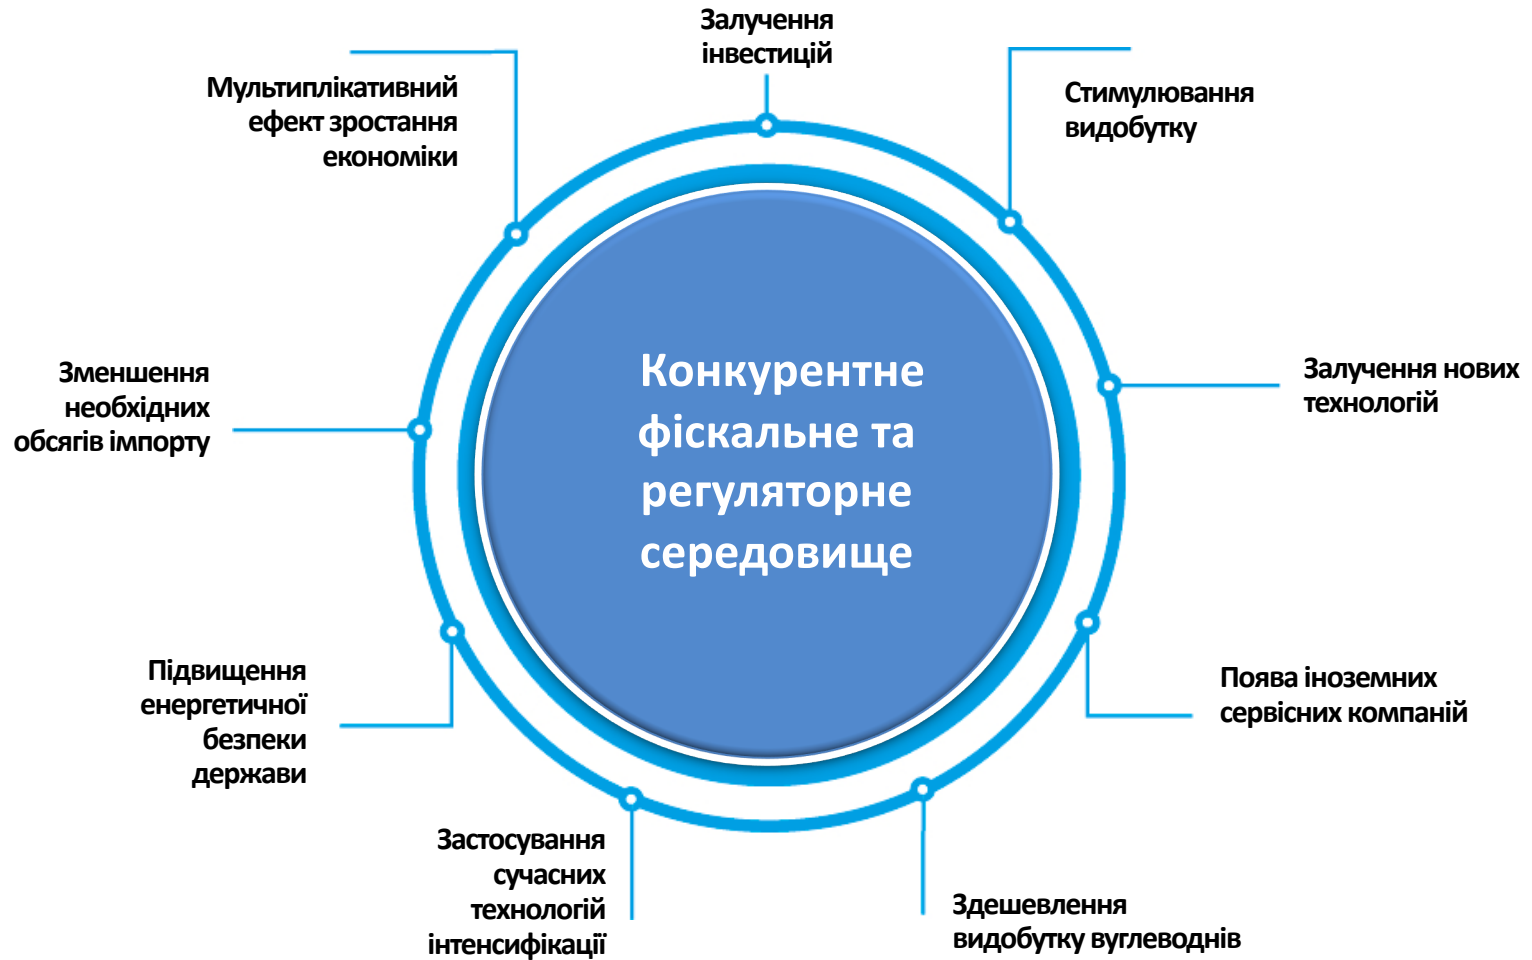 Залучення
інвестицій
Стимулювання
видобутку
Залучення нових
технологій
Поява іноземних
сервісних компаній
Здешевлення
видобутку вуглеводнів
Застосування
сучасних
технологій
інтенсифікації
Підвищення
енергетичної
безпеки
держави
Зменшення
необхідних
обсягів імпорту
Мультиплікативний
ефект зростання
економіки
Конкурентне
фіскальне та
регуляторне
середовище